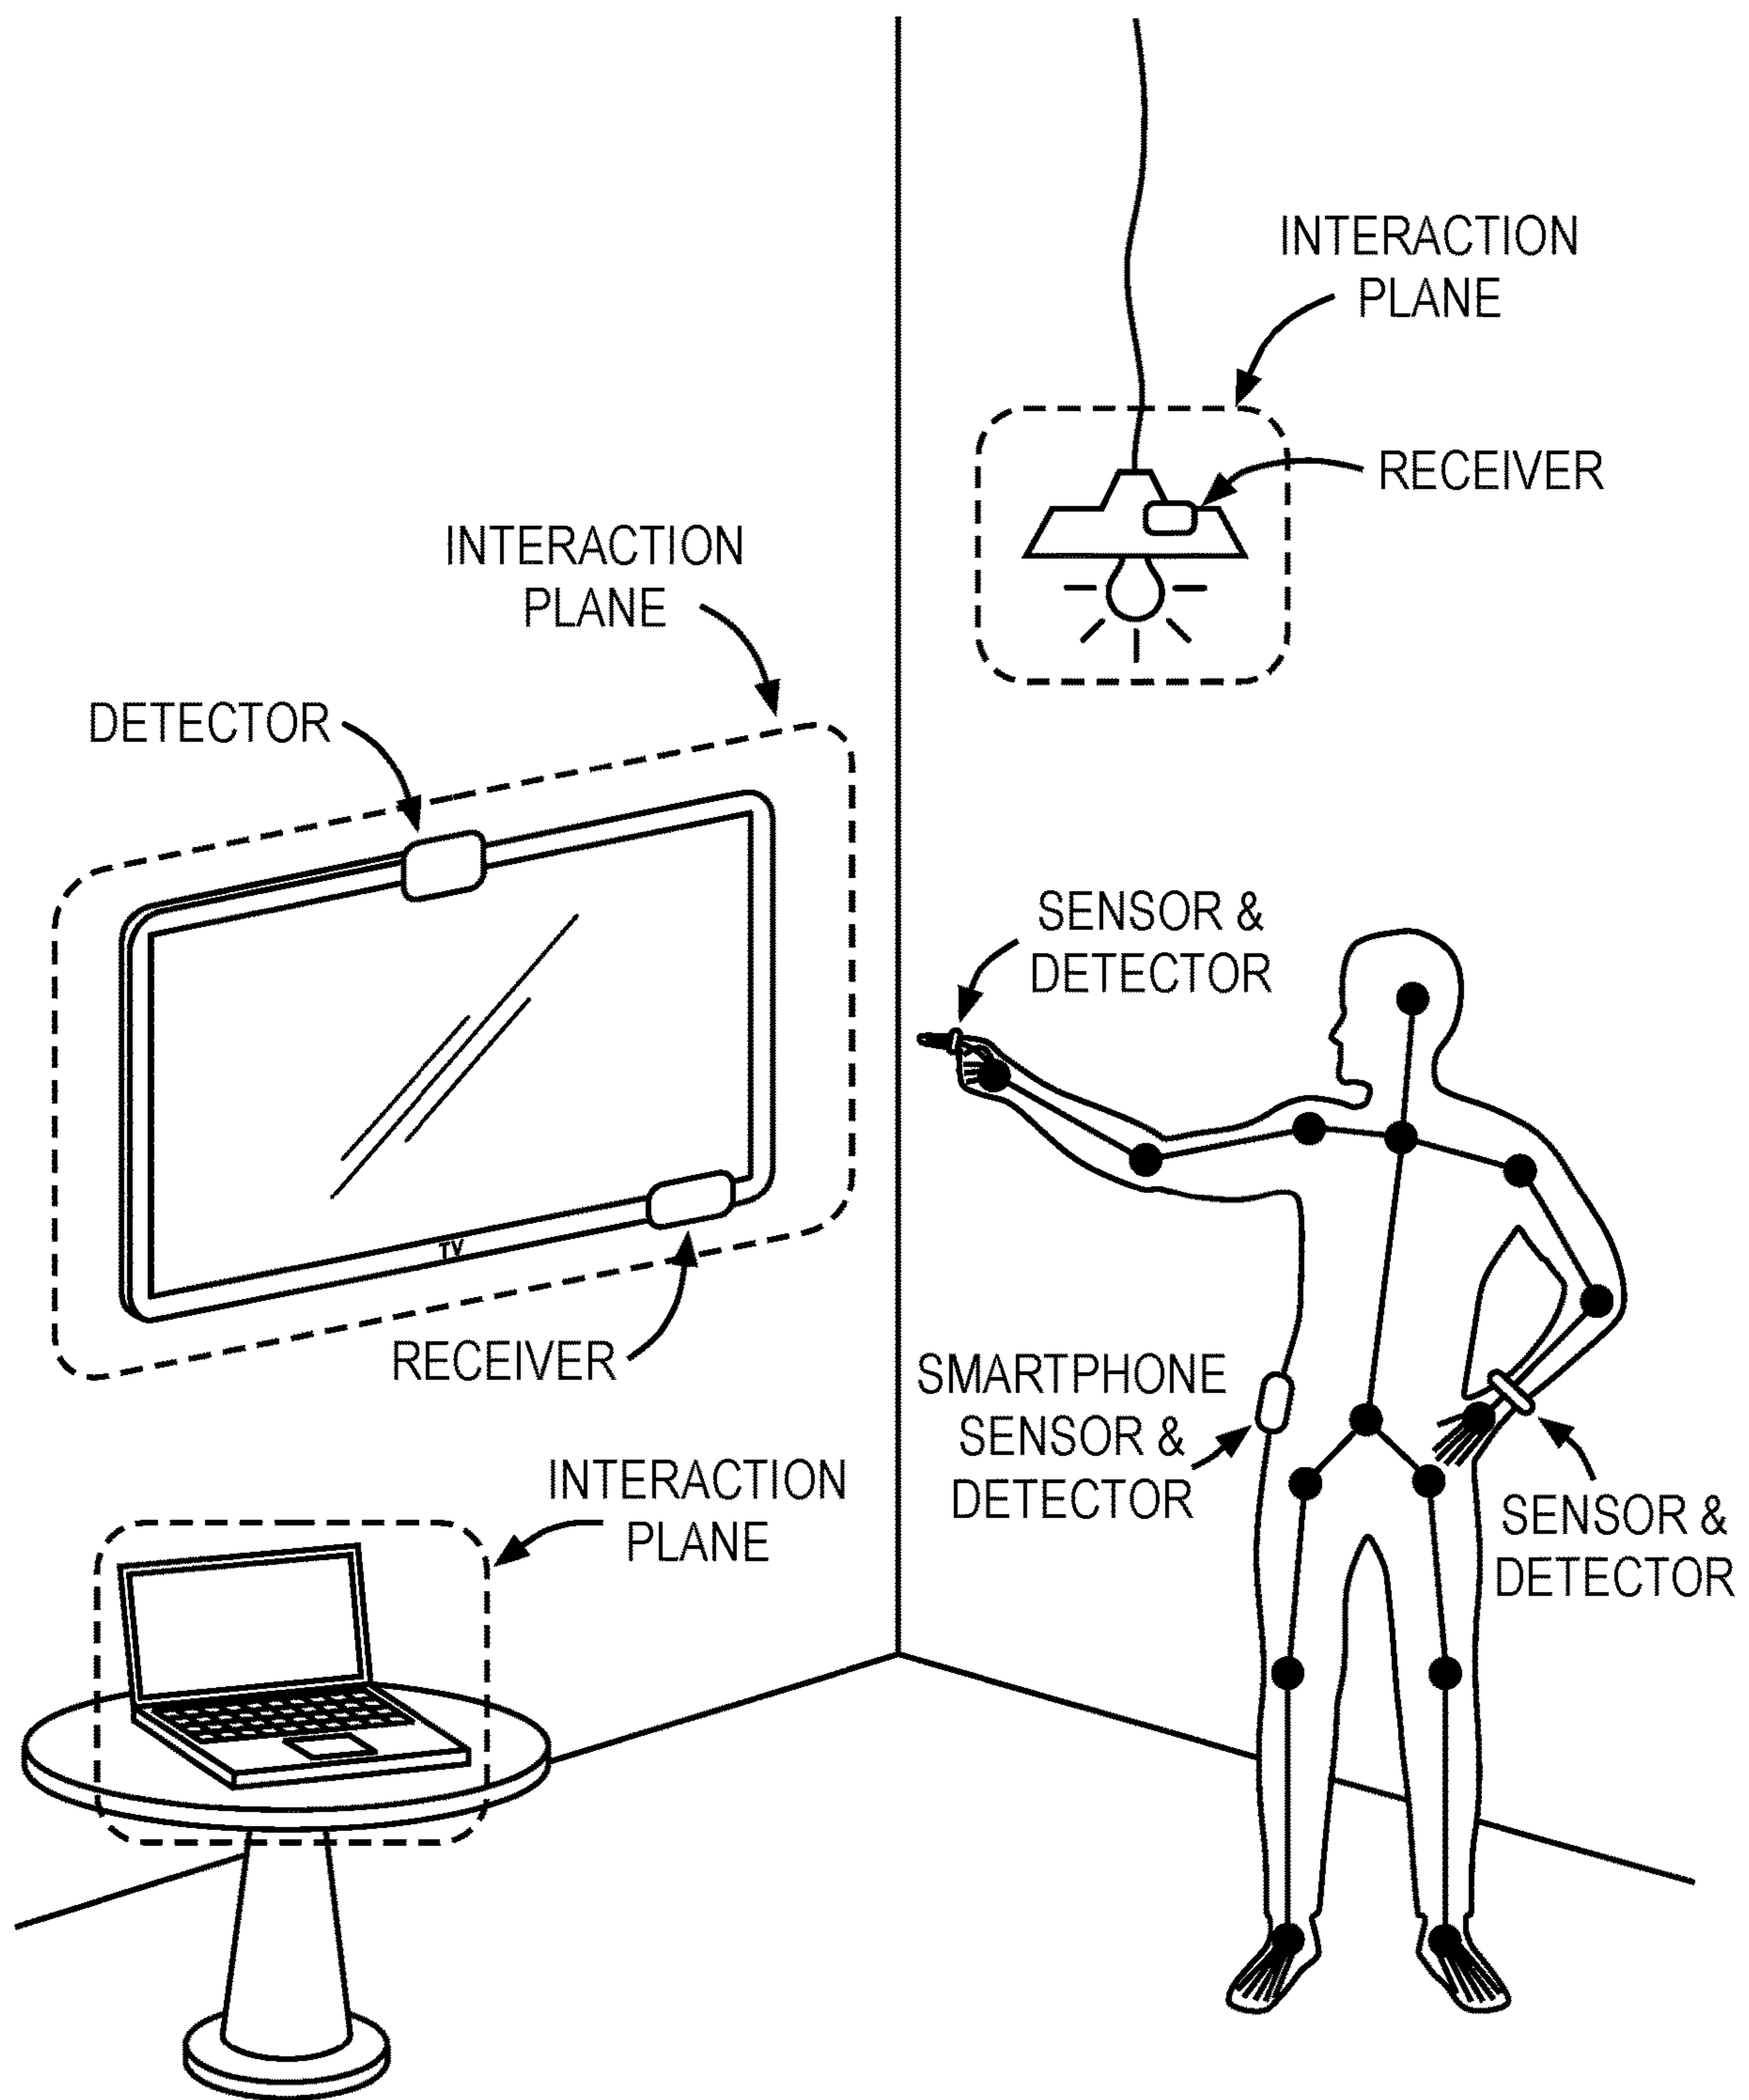 INTERACTION
PLANE
RECEIVER
INTERACTION
PLANE
DETECTOR
SENSOR &
DETECTOR
TV
RECEIVER
SMARTPHONE
SENSOR &
DETECTOR
INTERACTION
PLANE
SENSOR &
DETECTOR